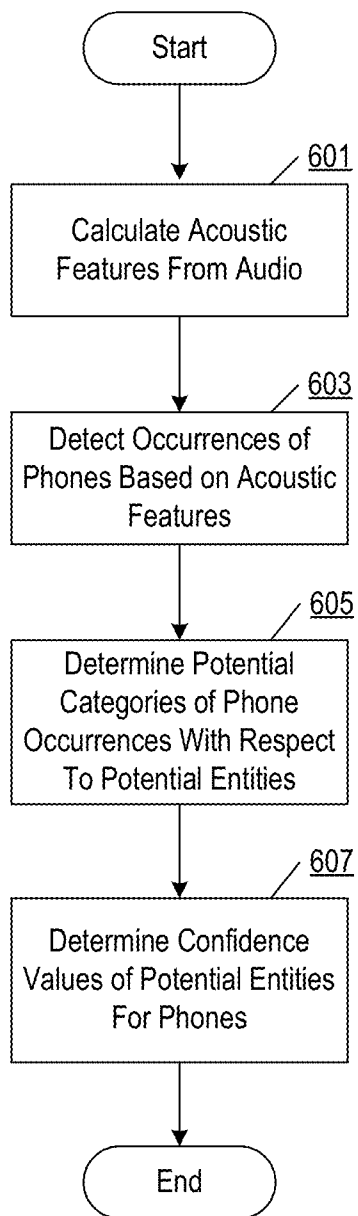 Start
601
Calculate Acoustic
Features From Audio
603
Detect Occurrences of
Phones Based on Acoustic
Features
605
Determine Potential
Categories of Phone
Occurrences With Respect
To Potential Entities
607
Determine Confidence
Values of Potential Entities
For Phones
End